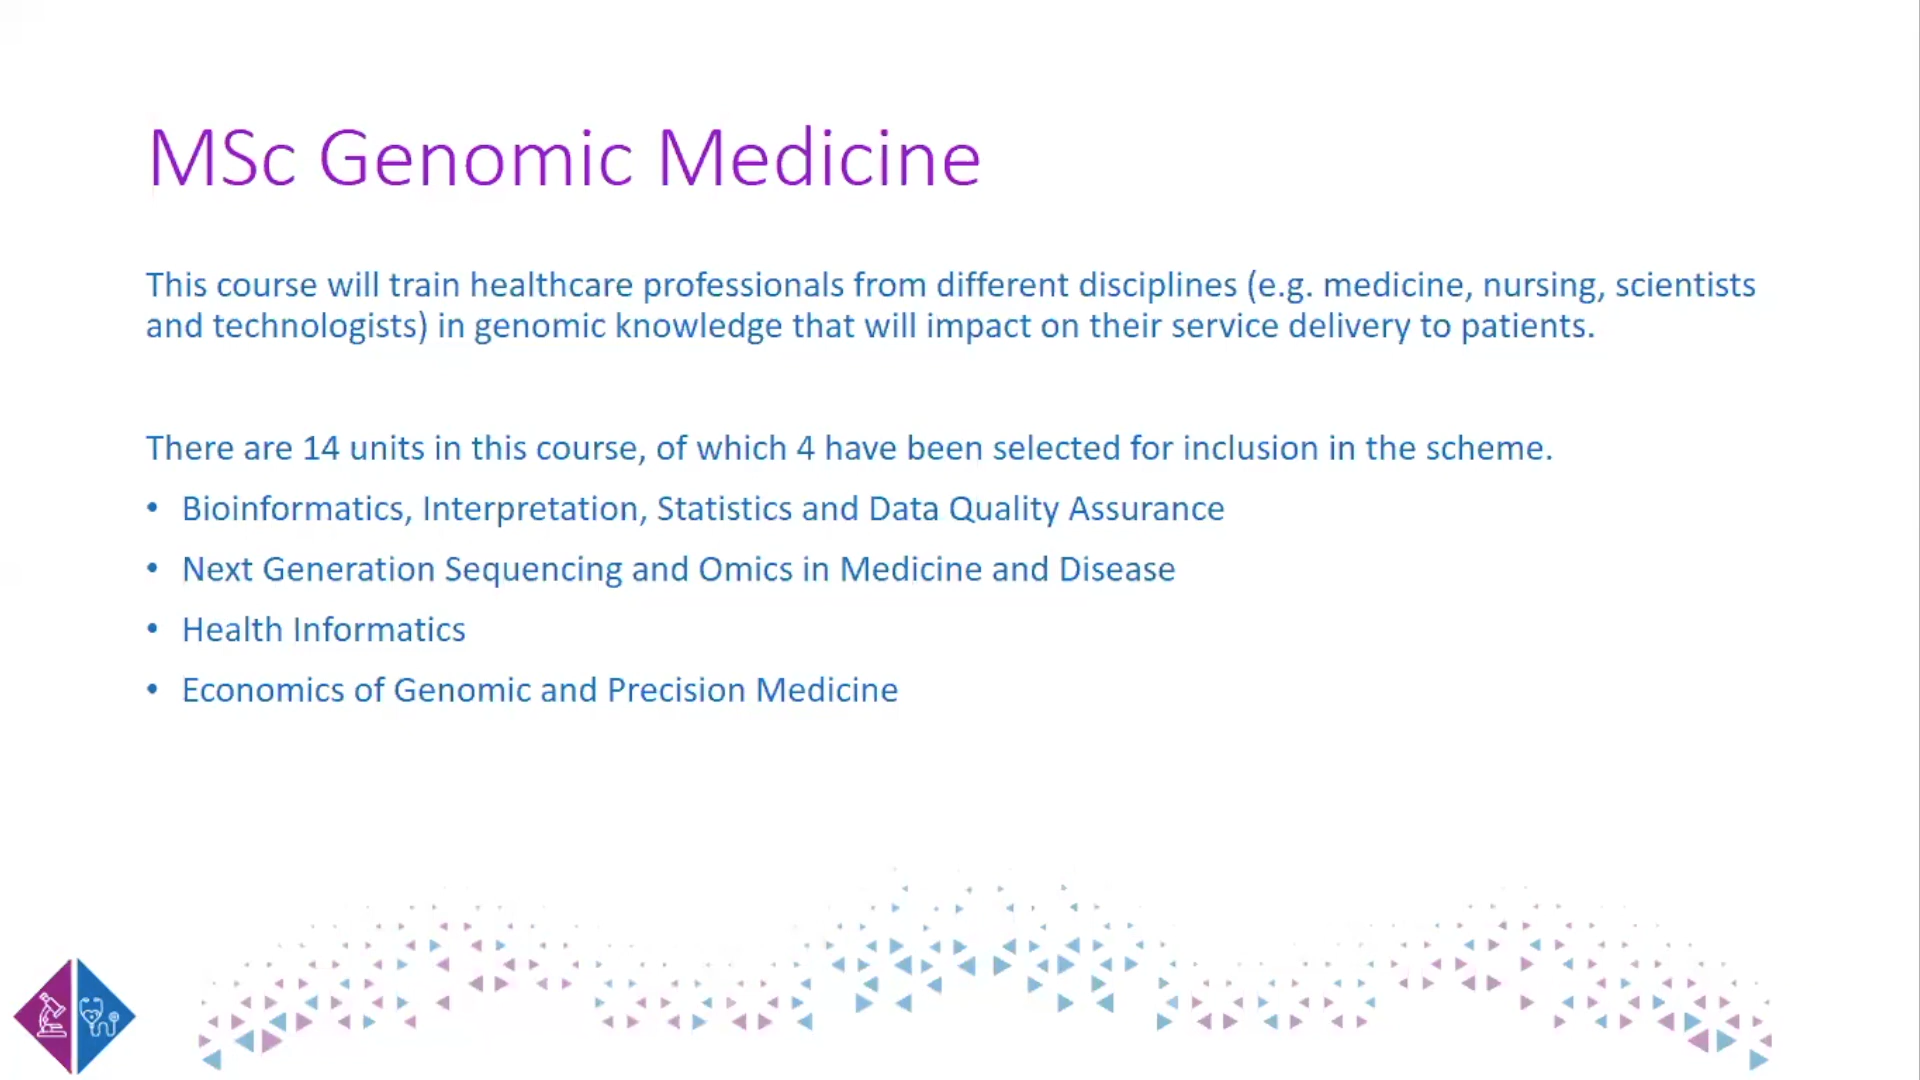 MSc Genomic Medicine
This course will train healthcare professionals from different disciplines (e.g. medicine, nursing, scientists
and technologists) in genomic knowledge that will impact on their service delivery to patients.
There are 14 units in this course, of which 4 have been selected for inclusion in the scheme.
• Bioinformatics, Interpretation, Statistics and Data Quality Assurance
• Next Generation Sequencing and Omics in Medicine and Disease
• Health Informatics
• Economics of Genomic and Precision Medicine